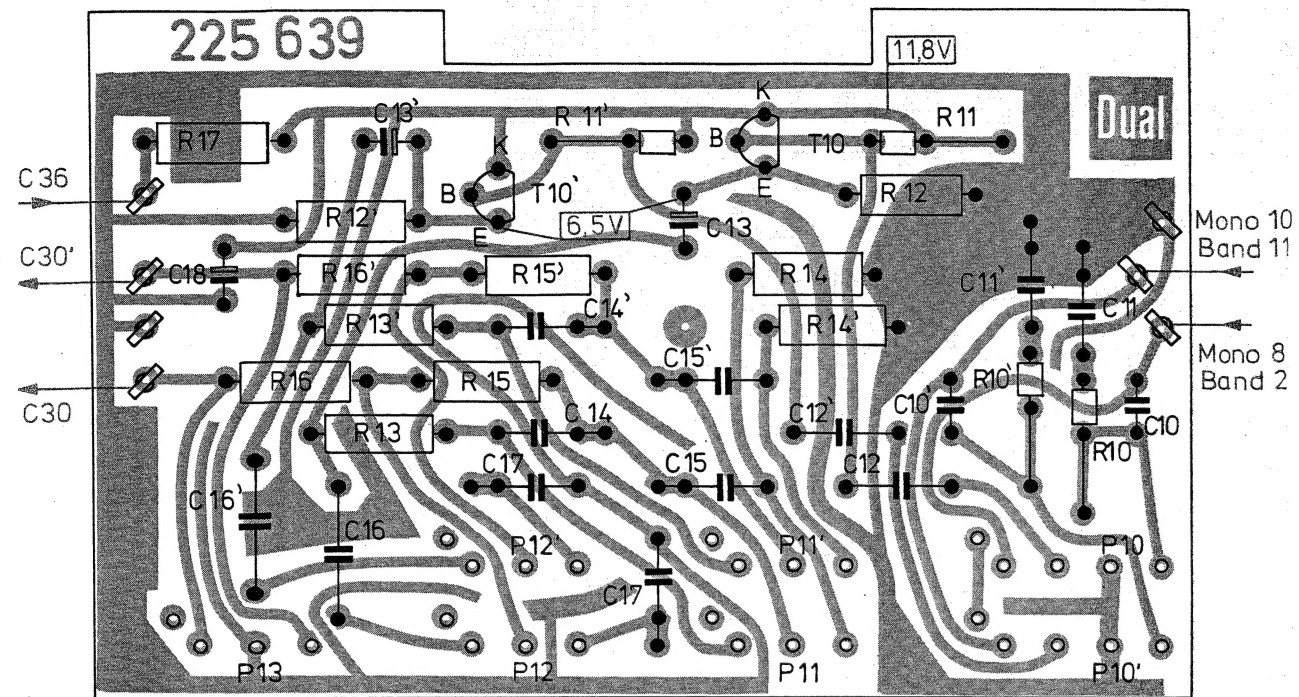 225 639
11,8V
Dual
K
C13'
R 11'
R11
K
R17
B
T10
C36
B
T10'
E
R 12
R12'
6,5V
E
C13
Mono 10
Band 11
C30'
C18
R16'
R15'
R14
C11'
C11
R13'
C14'
R14'
C15'
Mono 8
Band 2
R16
R15
R10'
C30
C10'
C10
R13
C 14
C12'
R10
C17
C15
C12
C16'
C16
P12'
P11'
P10
C17
P13
P12
P11
P10'